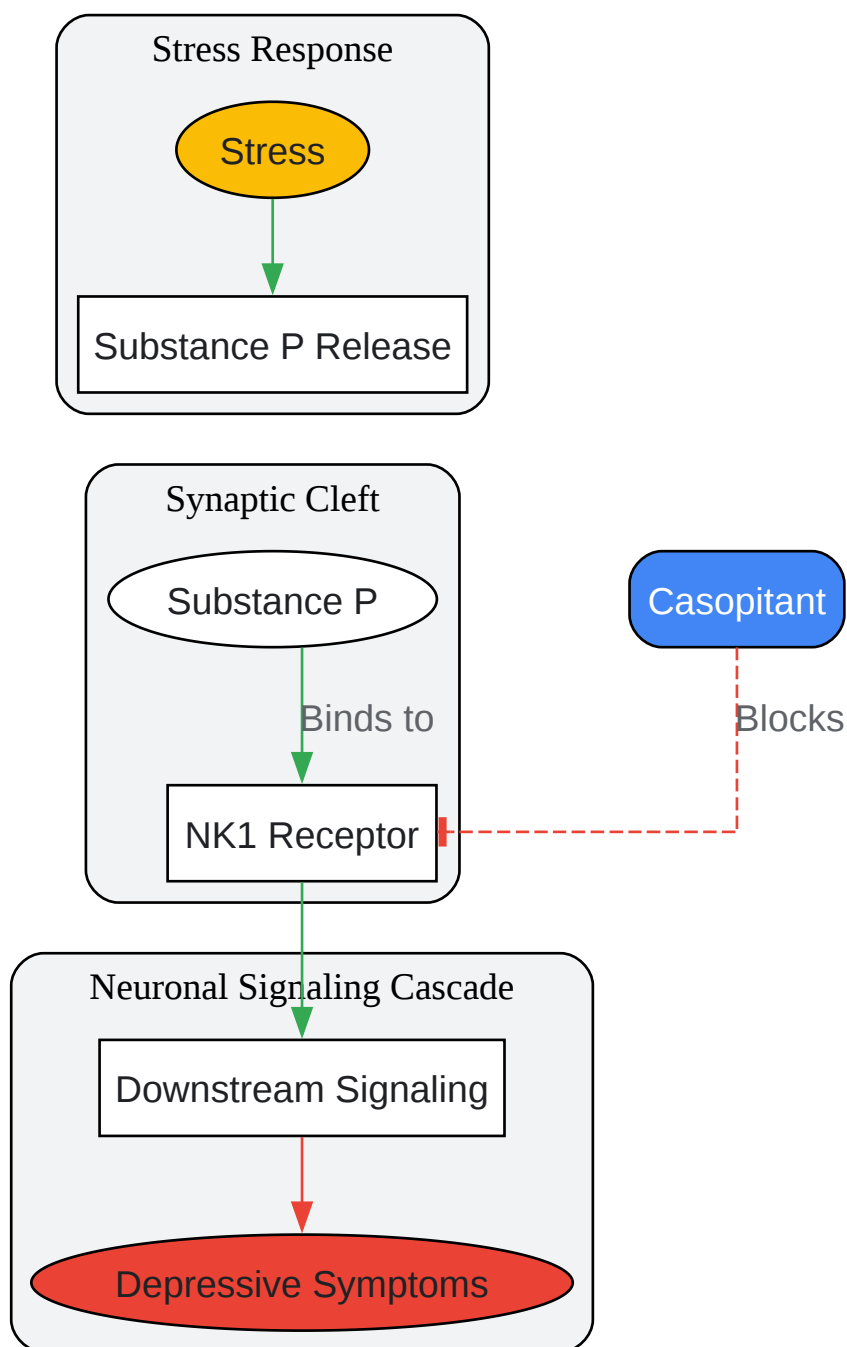 Stress Response
Stress
Substance P Release
Synaptic Cleft
Substance P
Casopitant
Binds to
Blocks
NK1 Receptor
Neuronal Signaling Cascade
Downstream Signaling
Depressive Symptoms